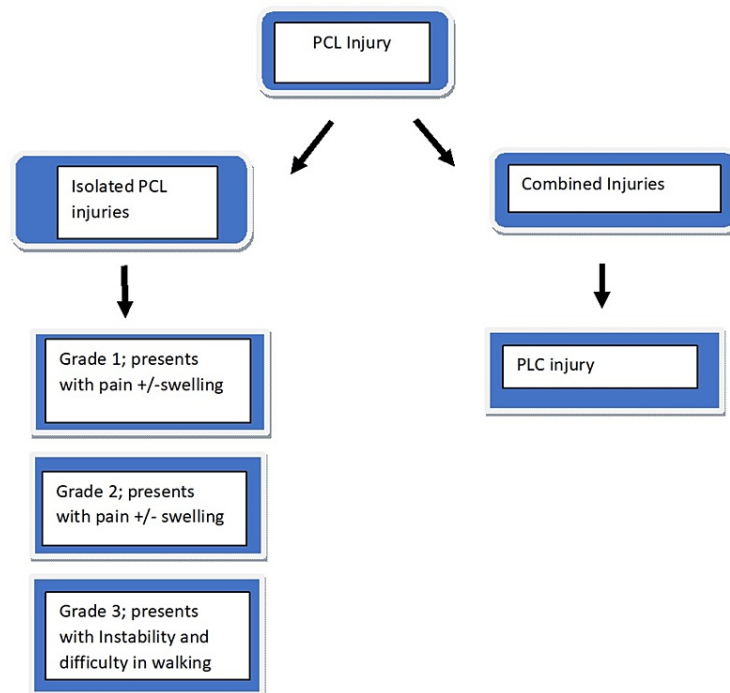 PCL Injury
Isolated PCL
injuries
Combined Injuries
Grade 1; presents
with pain +/-swelling
PLC injury
Grade 2; presents
with pain +/- swelling
Grade 3; presents
with Instability and
difficulty in walking